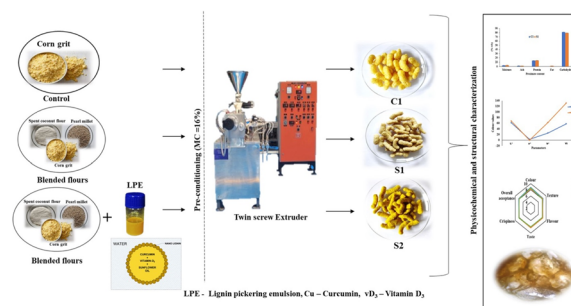 Corn grit
Control
Spent coconut flour
Pearl millet
Corn grit
Blended flours
LPE
Spent coconut flour
Pearl millet
Corn grit
Blended flours
+
WATER
CURCUMIN
+
VITAMIN D3
+
SUNFLOWER
OIL
Pre-conditioning (MC =16%)
Twin screw Extruder
C1
S1
S2
Physicochemical and structural characterization
Colour
Texture
Flavour
Taste
Crispness
Overall
acceptance
LPE - Lignin pickering emulsion, Cu – Curcumin, vD3 – Vitamin D3